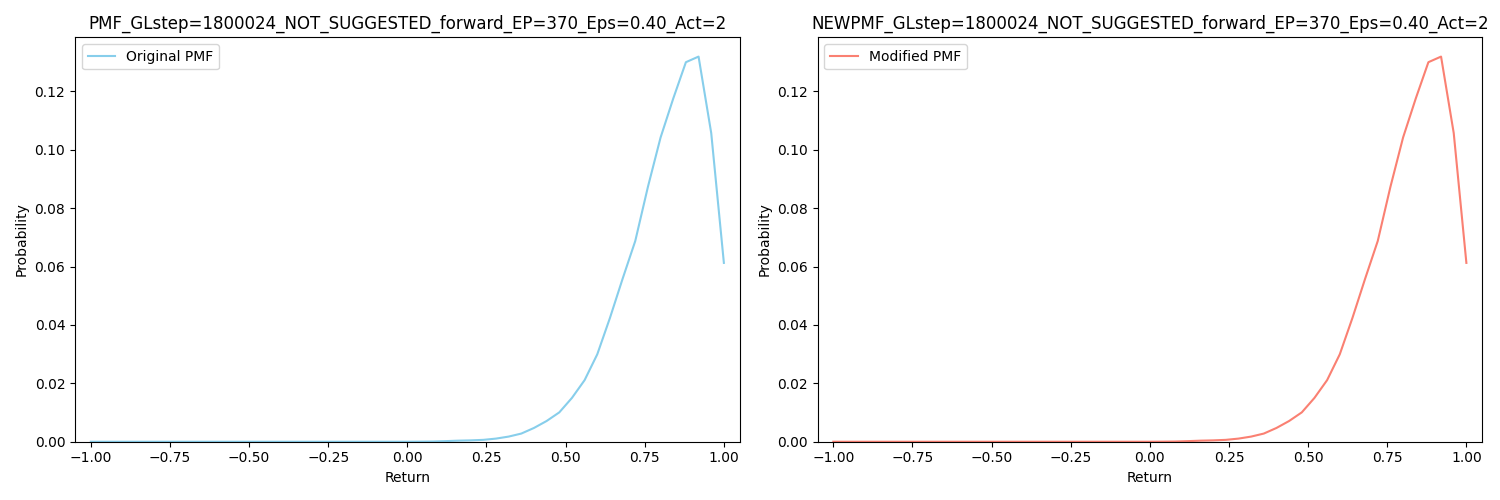 PMF_GLstep=1800024_NOT_SUGGESTED_forward_EP=370_Eps=0.40_Act=2
Original PMF
Probability
0.12
0.10
0.08
0.06
0.04
0.02
0.00
−1.00 −0.75 −0.50 −0.25 0.00 0.25 0.50 0.75 1.00
Return
NEWPMF_GLstep=1800024_NOT_SUGGESTED_forward_EP=370_Eps=0.40_Act=2
Modified PMF
Probability
0.12
0.10
0.08
0.06
0.04
0.02
0.00
−1.00 −0.75 −0.50 −0.25 0.00 0.25 0.50 0.75 1.00
Return